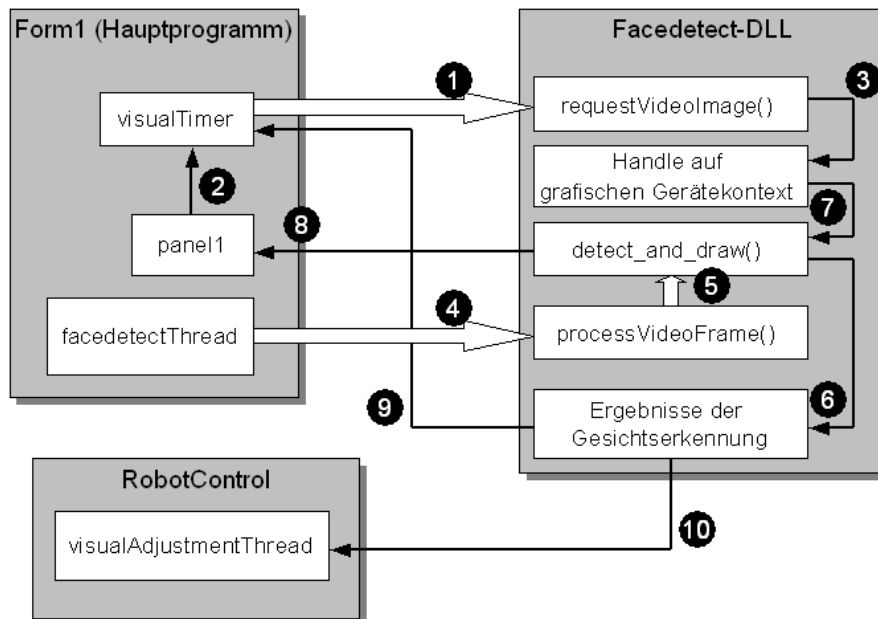 Form1 (Hauptprogramm)
visualTimer
2
panel1
facedetectThread
1
8
4
9
Facedetect-DLL
requestVideoImage()
3
Handle auf
grafischen Gerätekontext
7
detect_and_draw()
5
processVideoFrame()
6
Ergebnisse der
Gesichtserkennung
10
RobotControl
visualAdjustmentThread